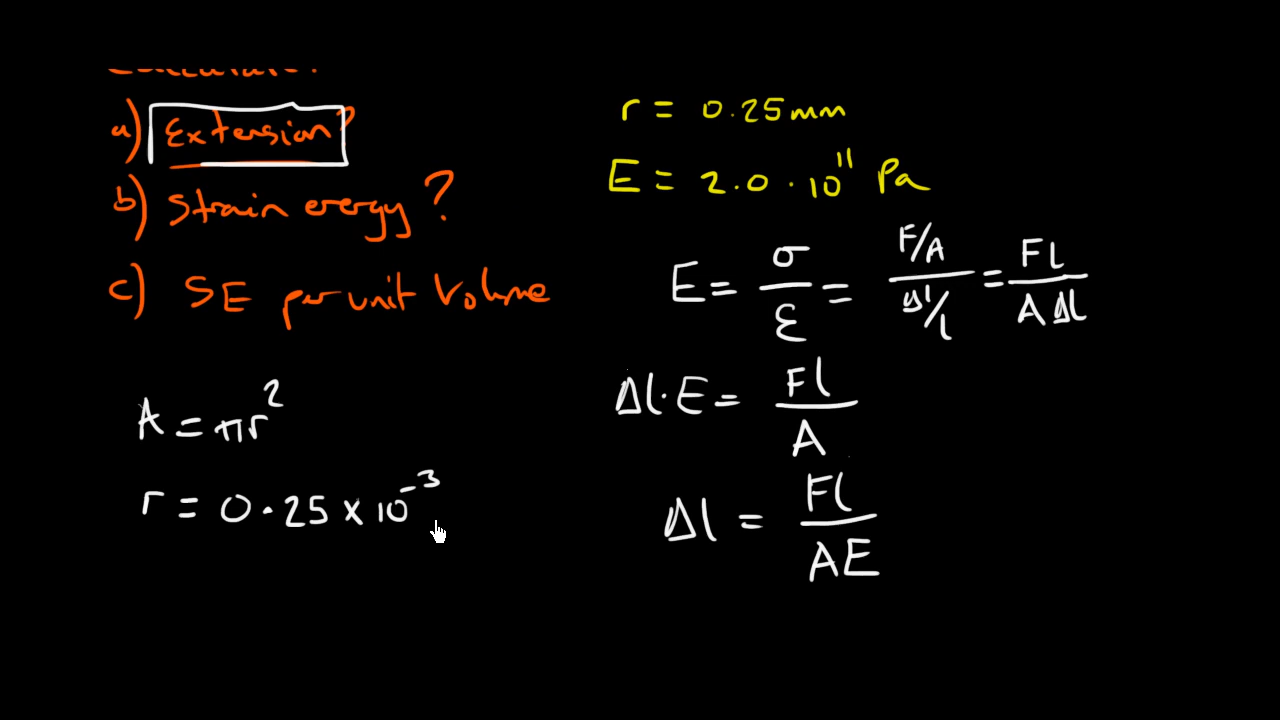 a) Extension?
b) Strain energy?
c) SE per unit Volume
A = πr²
r = 0.25 x 10⁻³
r = 0.25mm
E = 2.0 · 10¹¹ Pa
E = σ/ε = (F/A)/(Δl/l) = Fl/(A Δl)
Δl · E = Fl/A
Δl = Fl/(AE)